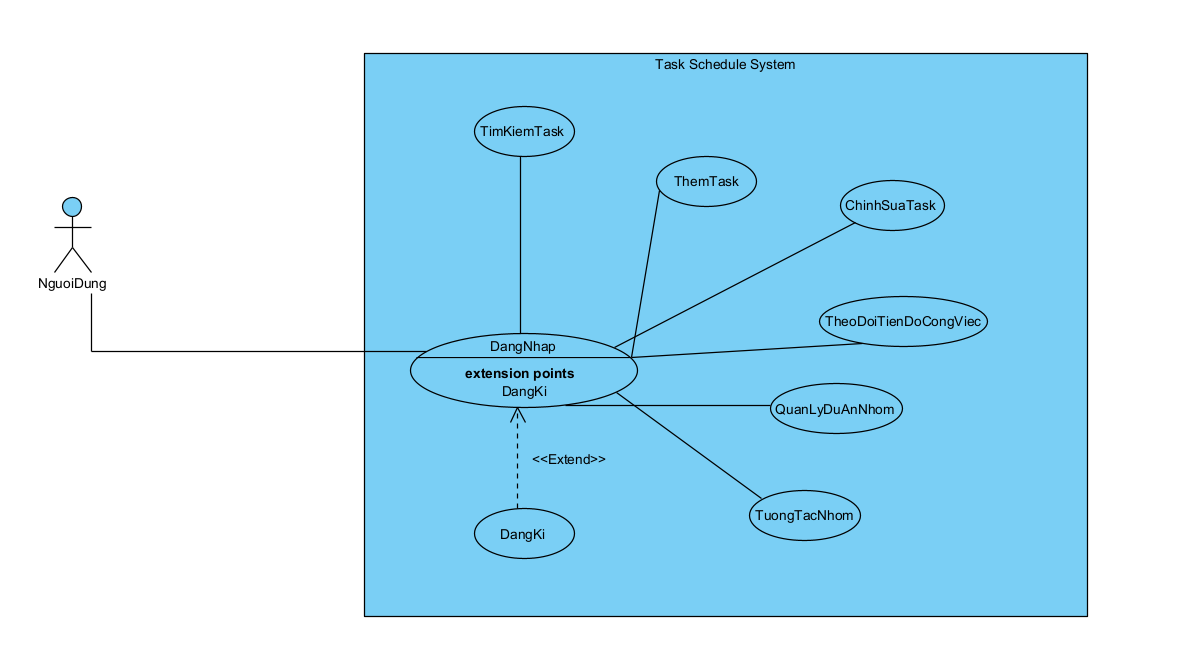 Task Schedule System
TimKiemTask
ThemTask
ChinhSuaTask
NguoiDung
TheoDoiTienDoCongViec
DangNhap
extension points
DangKi
QuanLyDuAnNhom
<<Extend>>
TuongTacNhom
DangKi